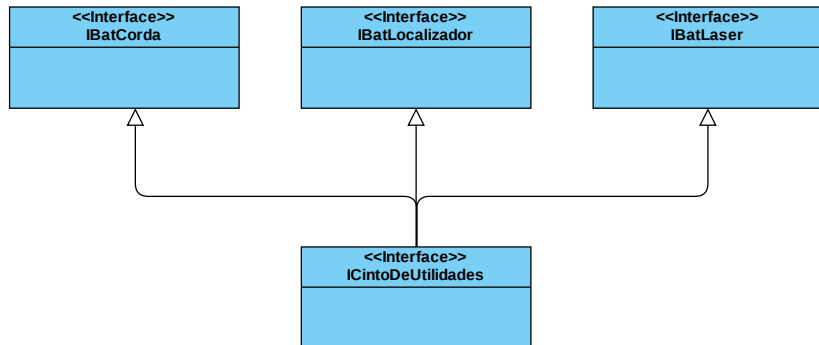 <<Interface>>
IBatCorda
<<Interface>>
IBatLocalizador
<<Interface>>
IBatLaser
<<Interface>>
ICintoDeUtilidades